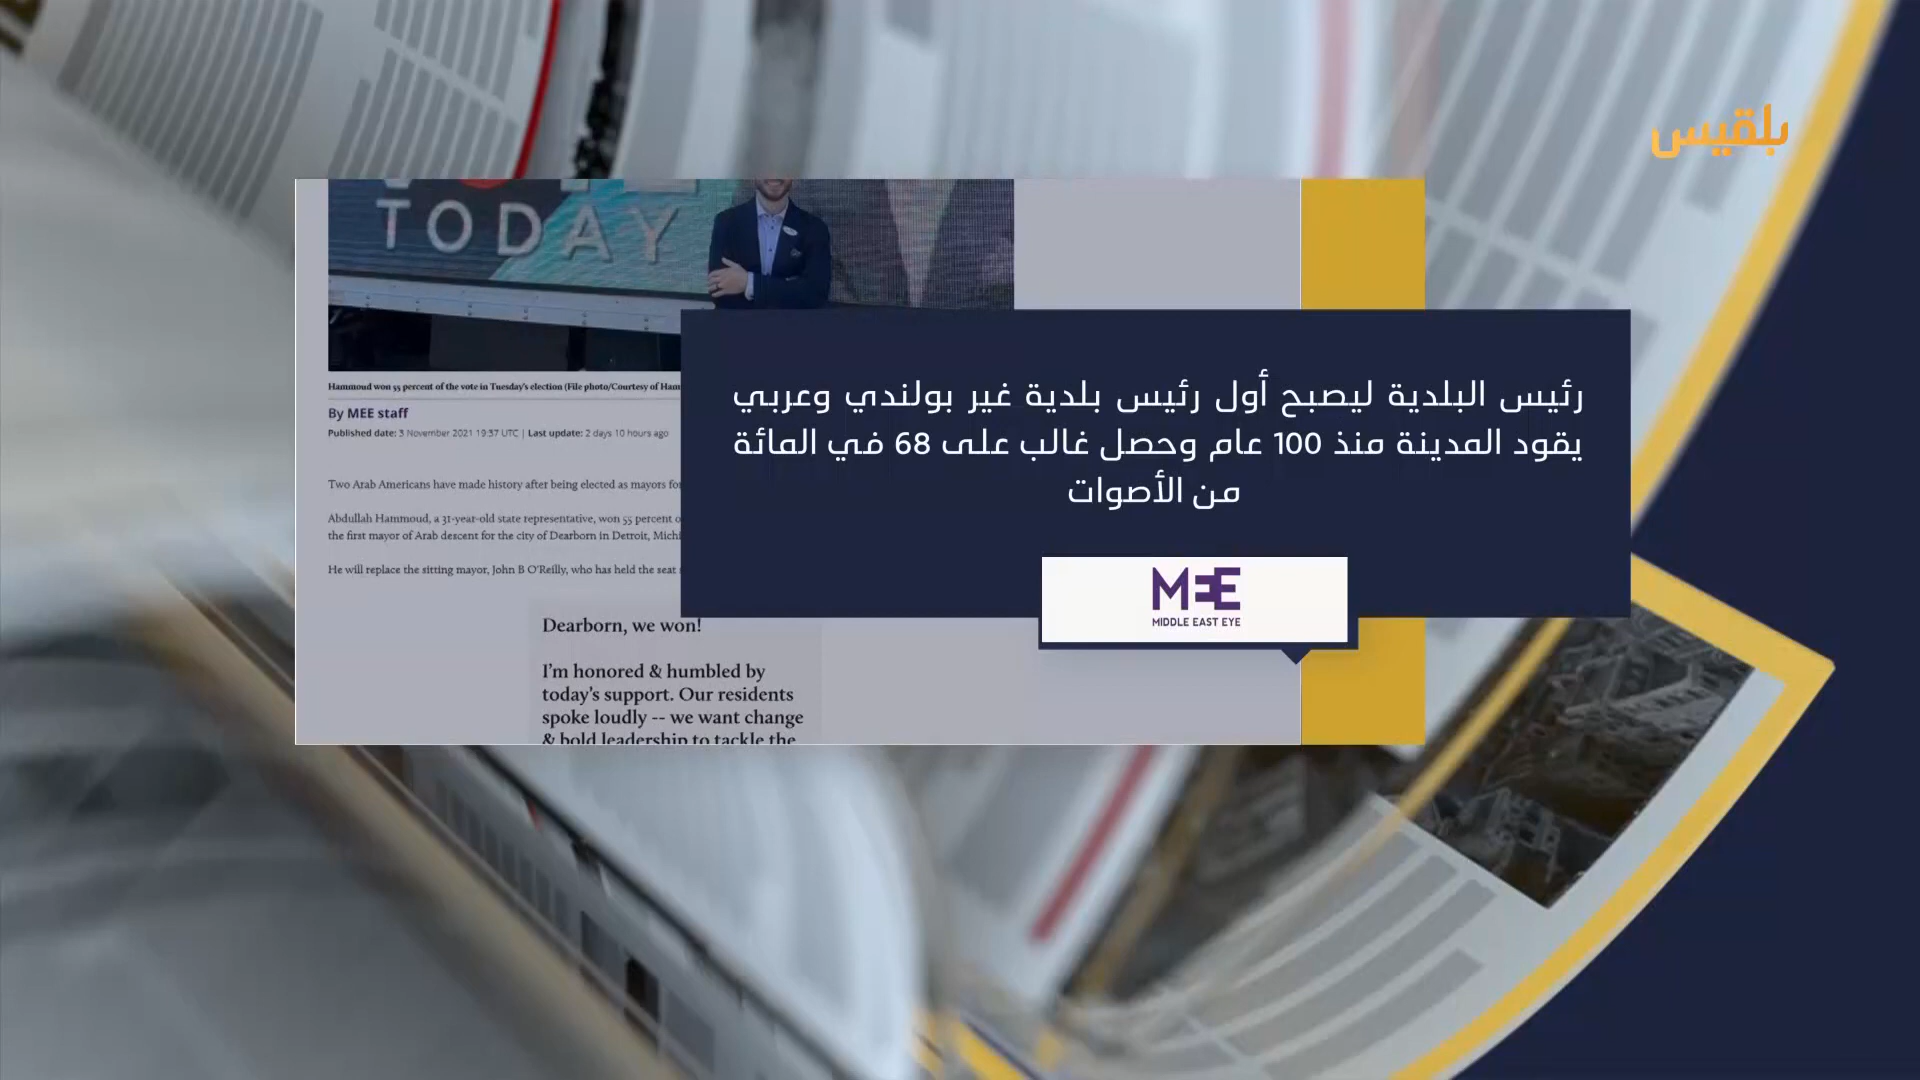 بلقيس
TODAY
Hammoud won 55 percent of the vote in Tuesday's election (File photo/Courtesy of
By MEE staff
Published date: 3 November 2021 19:37 UTC | Last update: 2 days 10 hours ago
Two Arab Americans have made history after being elected as mayors
Abdullah Hammoud, a 31-year-old state representative, won 55 percent
the first mayor of Arab descent for the city of Dearborn in Detroit,
He will replace the sitting mayor, John B O'Reilly, who has held the seat
Dearborn, we won!
I'm honored & humbled by
today's support. Our residents
spoke loudly -- we want change
& bold leadership to tackle the
رئيس البلدية ليصبح أول رئيس بلدية غير بولندي وعربي
يقود المدينة منذ 100 عام وحصل غالب على 68 في المائة
من الأصوات
MEE
MIDDLE EAST EYE